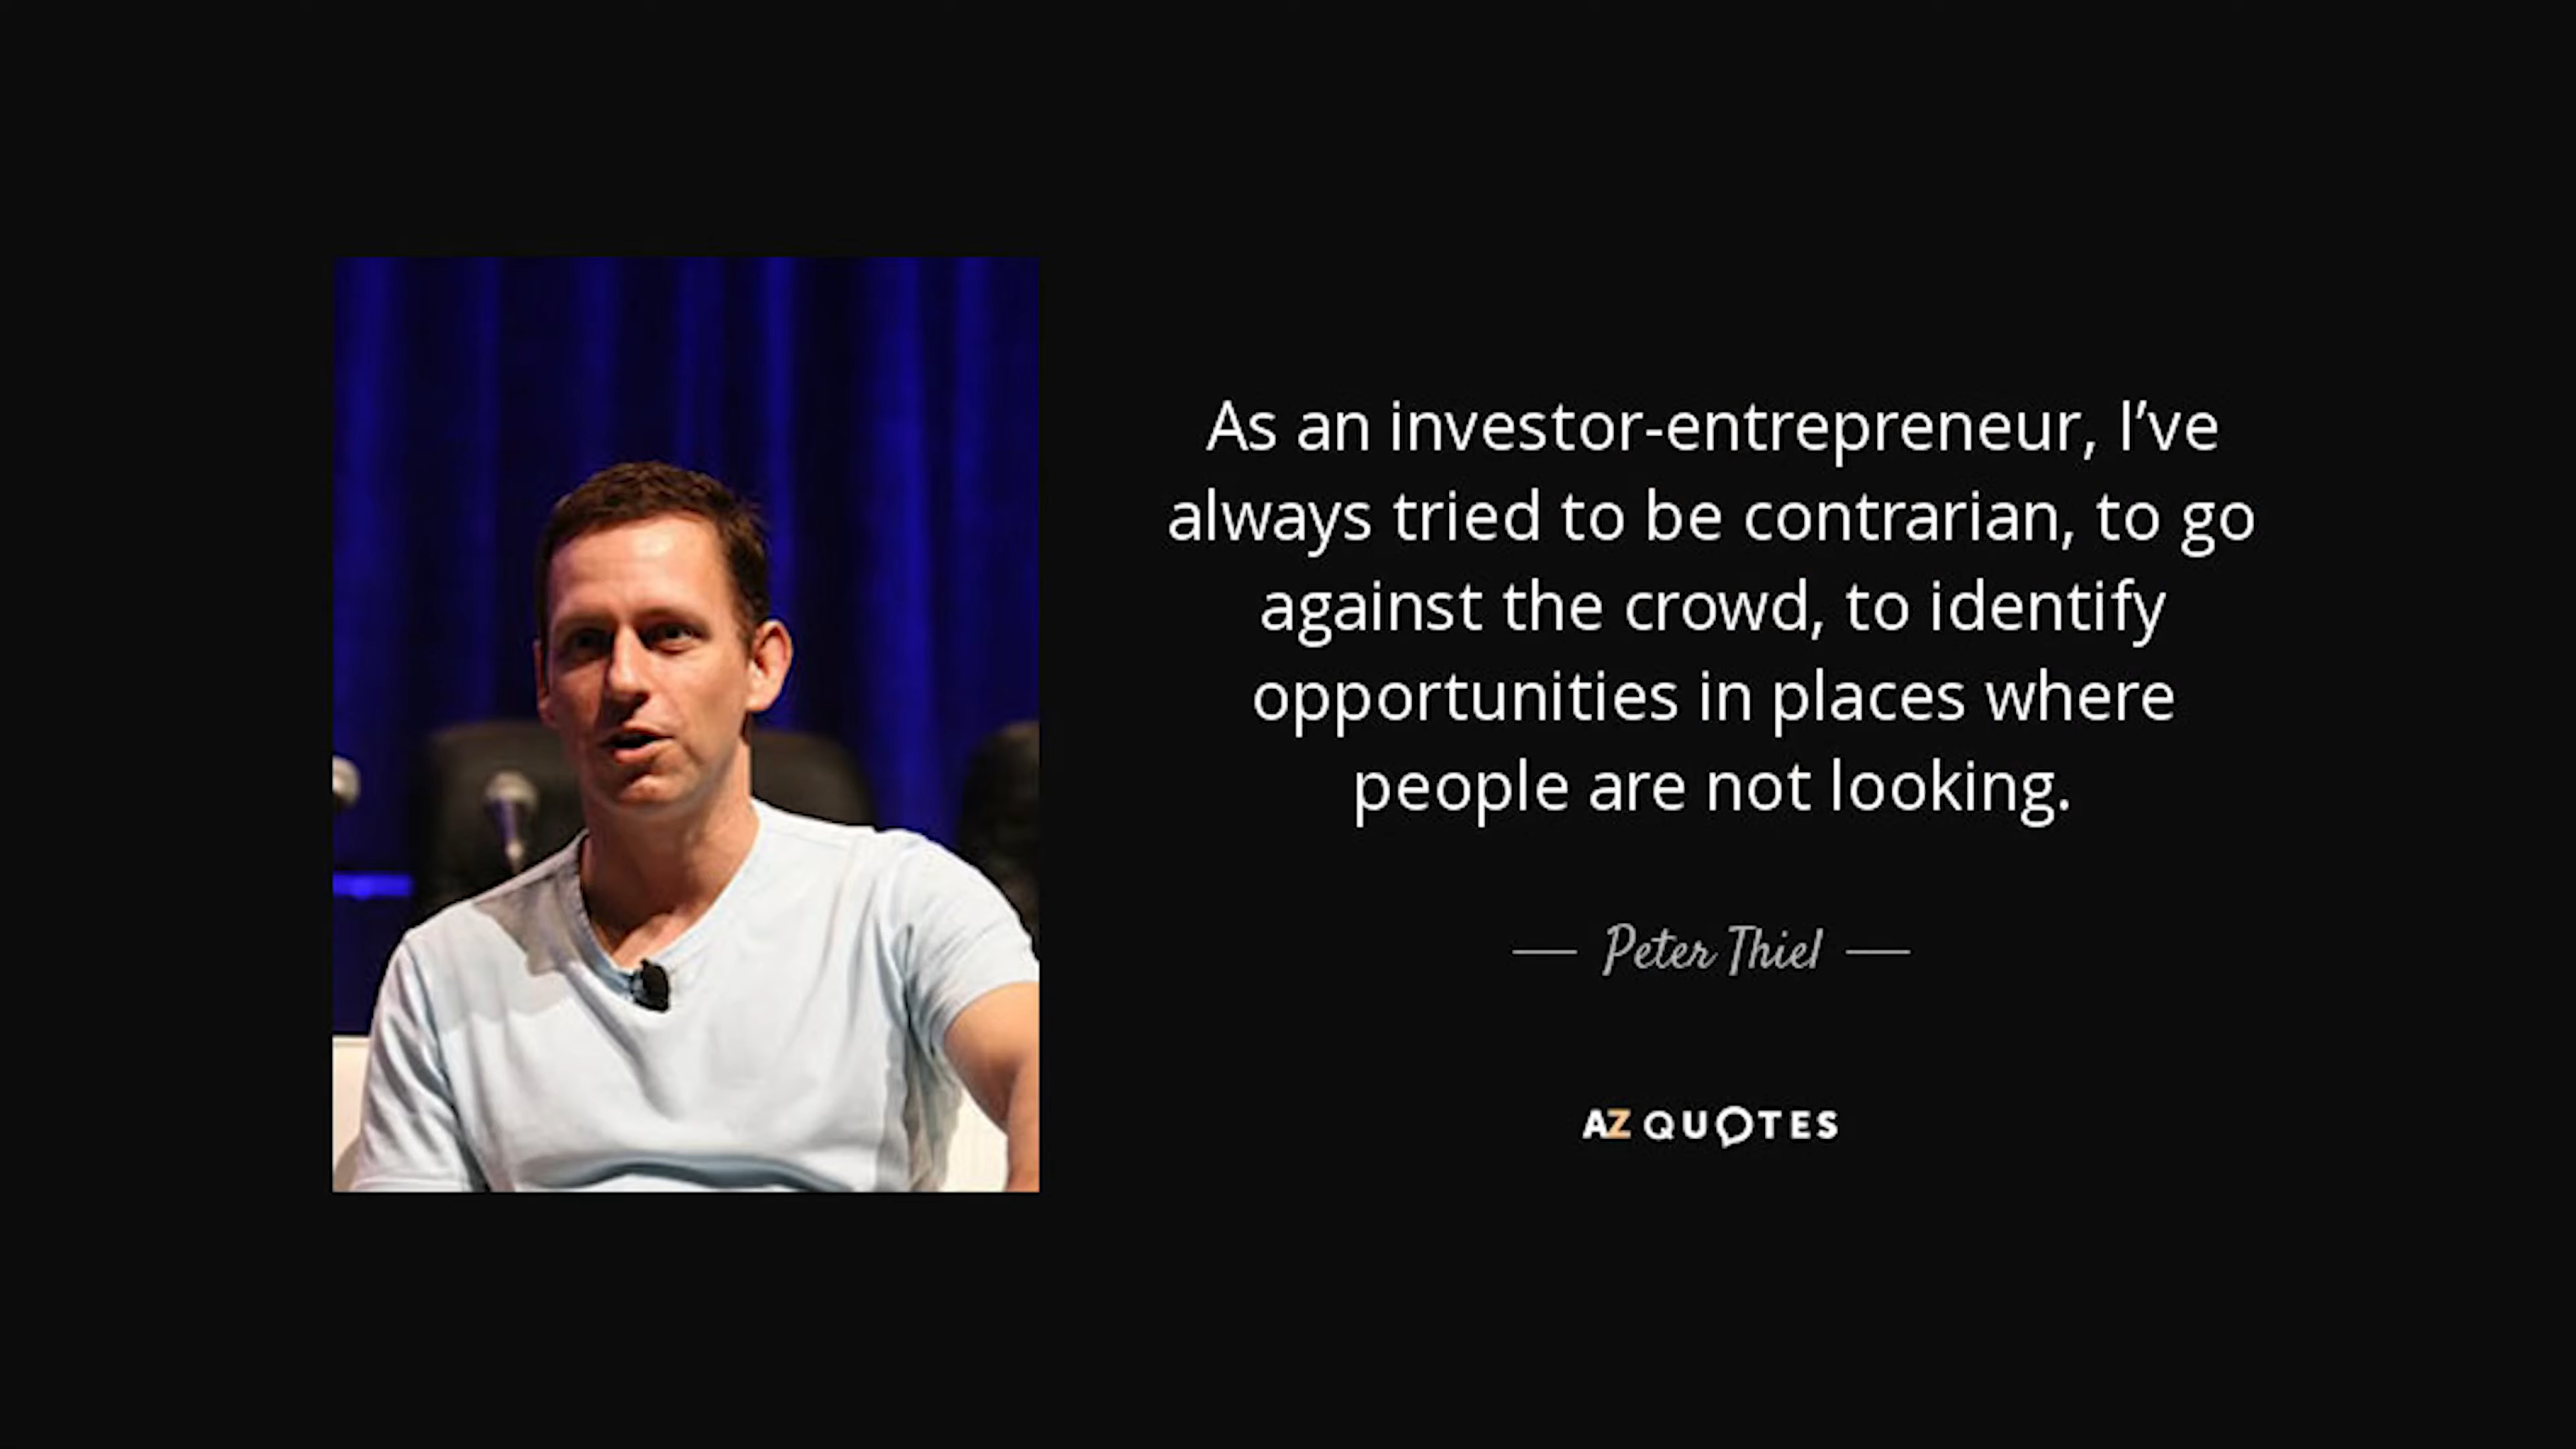 As an investor-entrepreneur, I’ve
always tried to be contrarian, to go
against the crowd, to identify
opportunities in places where
people are not looking.
— Peter Thiel —
AZ QUOTES